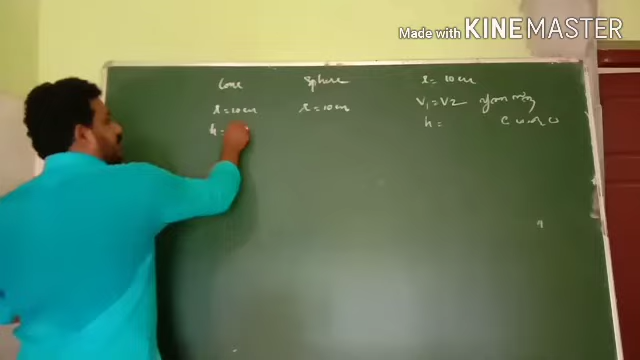 Made with KINEMASTER
Cone Sphere r = 10 cm
r = 10 cm r = 10 cm V1 = V2
h = h =